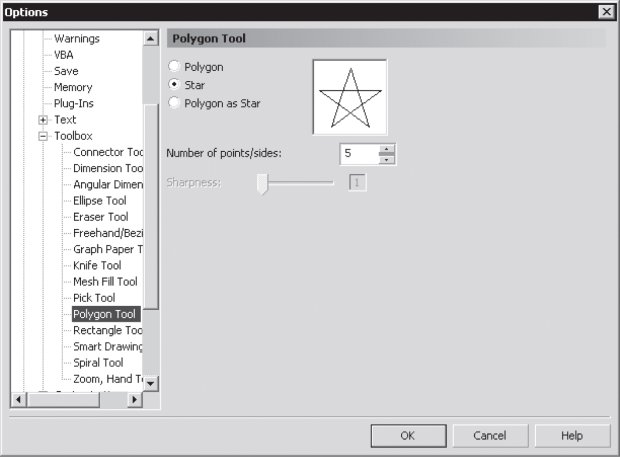 Options
Warnings
VBA
Save
Memory
Plug-Ins
Text
Toolbox
Connector Too
Dimension Too
Angular Dimen
Ellipse Tool
Eraser Tool
Freehand/Bezi
Graph Paper T
Knife Tool
Mesh Fill Tool
Pick Tool
Polygon Tool
Rectangle Too
Smart Drawing
Spiral Tool
Zoom, Hand T
Polygon Tool
Polygon
Star
Polygon as Star
Number of points/sides: 5
Sharpness: 1
OK Cancel Help